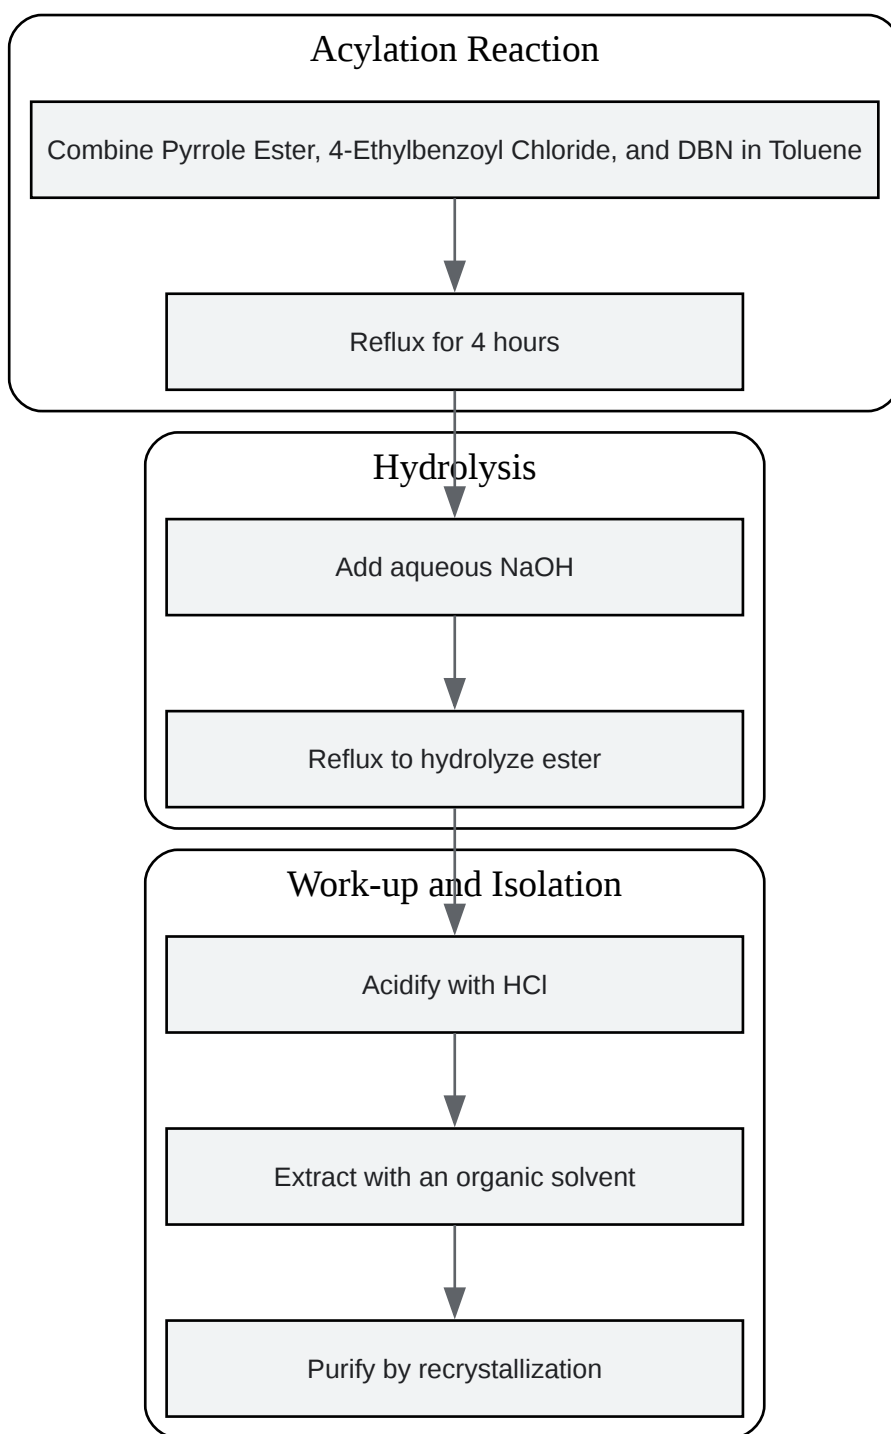 Acylation Reaction
Combine Pyrrole Ester, 4-Ethylbenzoyl Chloride, and DBN in Toluene
Reflux for 4 hours
Hydrolysis
Add aqueous NaOH
Reflux to hydrolyze ester
Work-up and Isolation
Acidify with HCl
Extract with an organic solvent
Purify by recrystallization